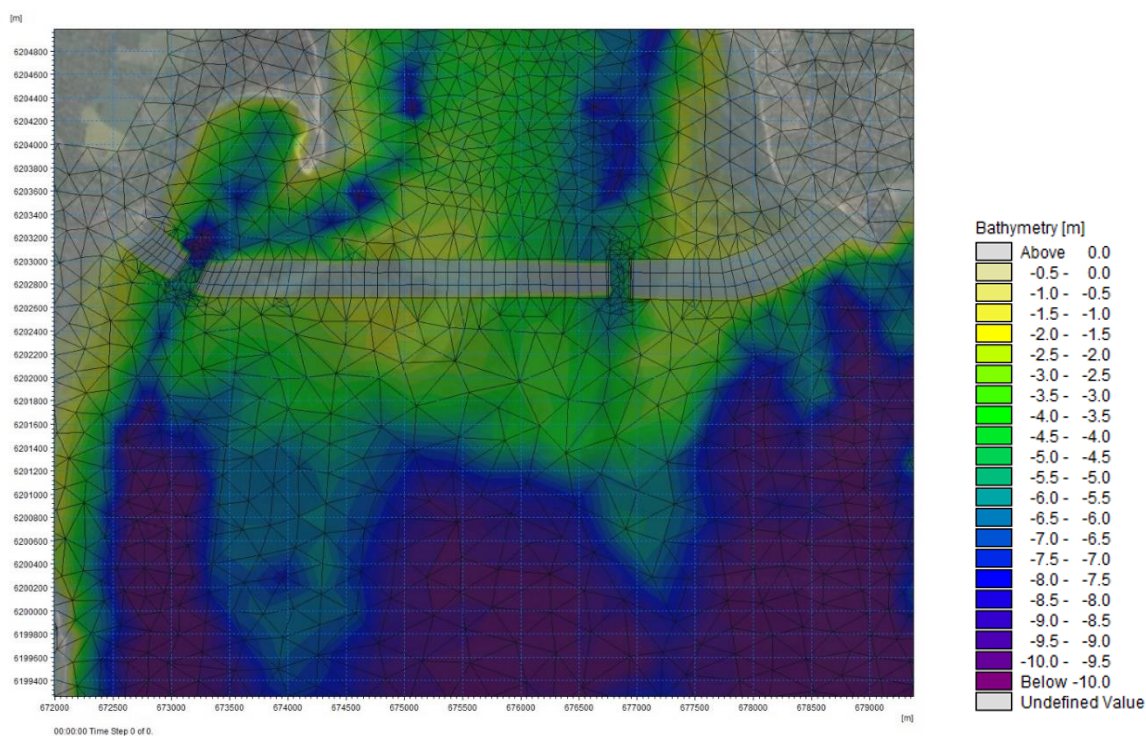 [m]
6204800
6204600
6204400
6204200
6204000
6203800
6203600
6203400
6203200
6203000
6202800
6202600
6202400
6202200
6202000
6201800
6201600
6201400
6201200
6201000
6200800
6200600
6200400
6200200
6200000
6199800
6199600
6199400
672000 672500 673000 673500 674000 674500 675000 675500 676000 676500 677000 677500 678000 678500 679000
[m]
00:00:00 Time Step 0 of 0.
Bathymetry [m]
Above 0.0
-0.5 - 0.0
-1.0 - -0.5
-1.5 - -1.0
-2.0 - -1.5
-2.5 - -2.0
-3.0 - -2.5
-3.5 - -3.0
-4.0 - -3.5
-4.5 - -4.0
-5.0 - -4.5
-5.5 - -5.0
-6.0 - -5.5
-6.5 - -6.0
-7.0 - -6.5
-7.5 - -7.0
-8.0 - -7.5
-8.5 - -8.0
-9.0 - -8.5
-9.5 - -9.0
-10.0 - -9.5
Below -10.0
Undefined Value